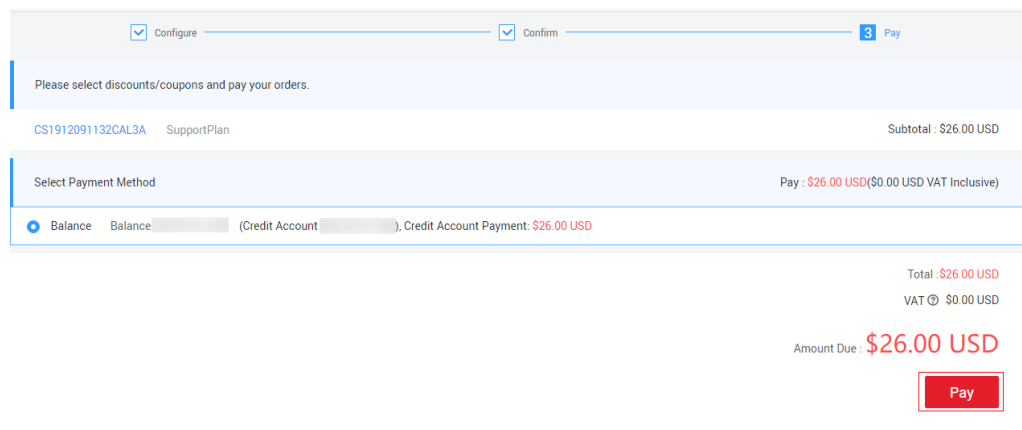 Configure Confirm 3 Pay
Please select discounts/coupons and pay your orders.
CS1912091132CAL3A SupportPlan Subtotal : $26.00 USD
Select Payment Method Pay : $26.00 USD($0.00 USD VAT Inclusive)
Balance Balance (Credit Account ), Credit Account Payment: $26.00 USD
Total :$26.00 USD
VAT ? $0.00 USD
Amount Due : $26.00 USD
Pay